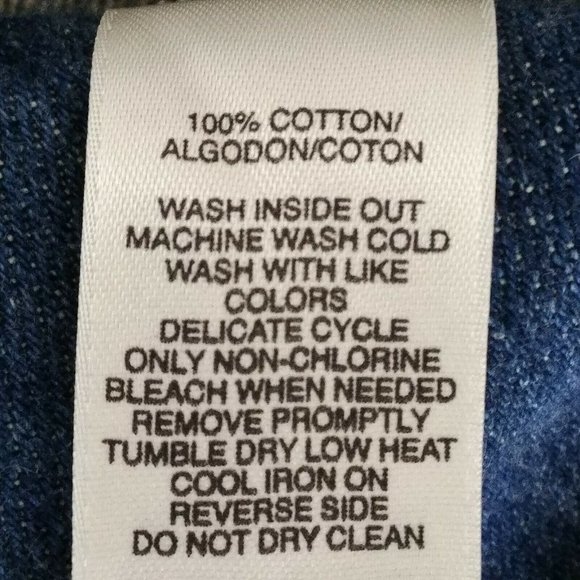 100% COTTON/
ALGODON/COTON
WASH INSIDE OUT
MACHINE WASH COLD
WASH WITH LIKE
COLORS
DELICATE CYCLE
ONLY NON-CHLORINE
BLEACH WHEN NEEDED
REMOVE PROMPTLY
TUMBLE DRY LOW HEAT
COOL IRON ON
REVERSE SIDE
DO NOT DRY CLEAN